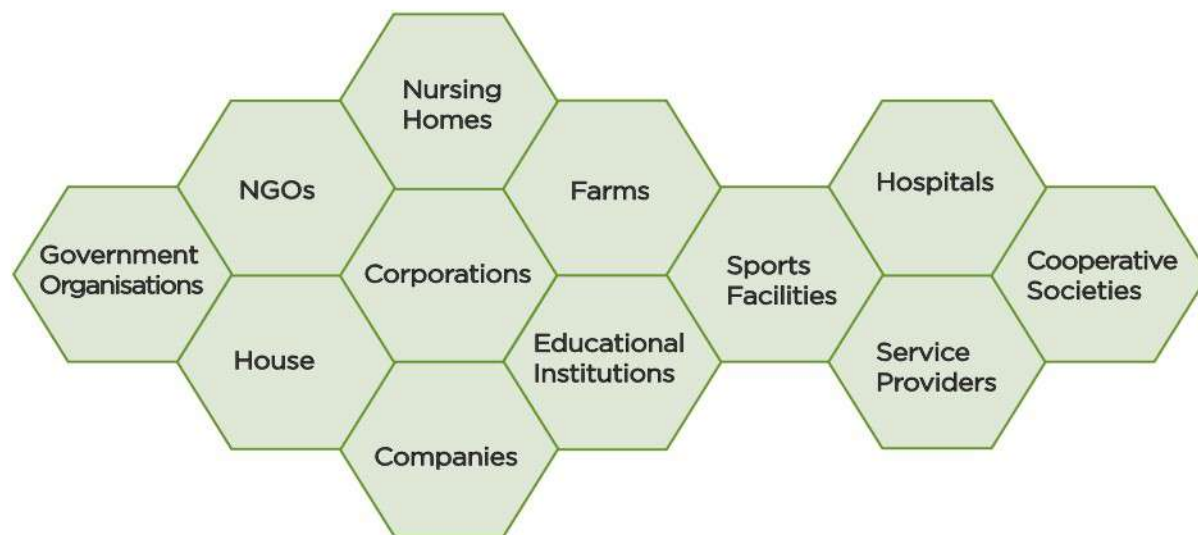 Nursing
Homes
NGOs
Farms
Hospitals
Government
Organisations
Corporations
Sports
Facilities
Cooperative
Societies
House
Educational
Institutions
Service
Providers
Companies